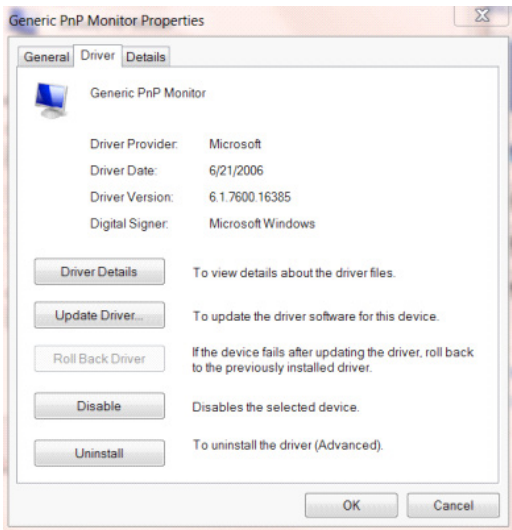 Generic PnP Monitor Properties
General Driver Details
Generic PnP Monitor
Driver Provider: Microsoft
Driver Date: 6/21/2006
Driver Version: 6.1.7600.16385
Digital Signer: Microsoft Windows
Driver Details To view details about the driver files.
Update Driver... To update the driver software for this device.
Roll Back Driver If the device fails after updating the driver, roll back
to the previously installed driver.
Disable Disables the selected device.
Uninstall To uninstall the driver (Advanced).
OK Cancel